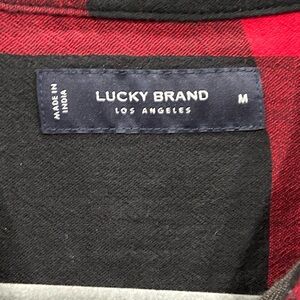 MADE IN
INDIA
LUCKY BRAND
LOS ANGELES
M